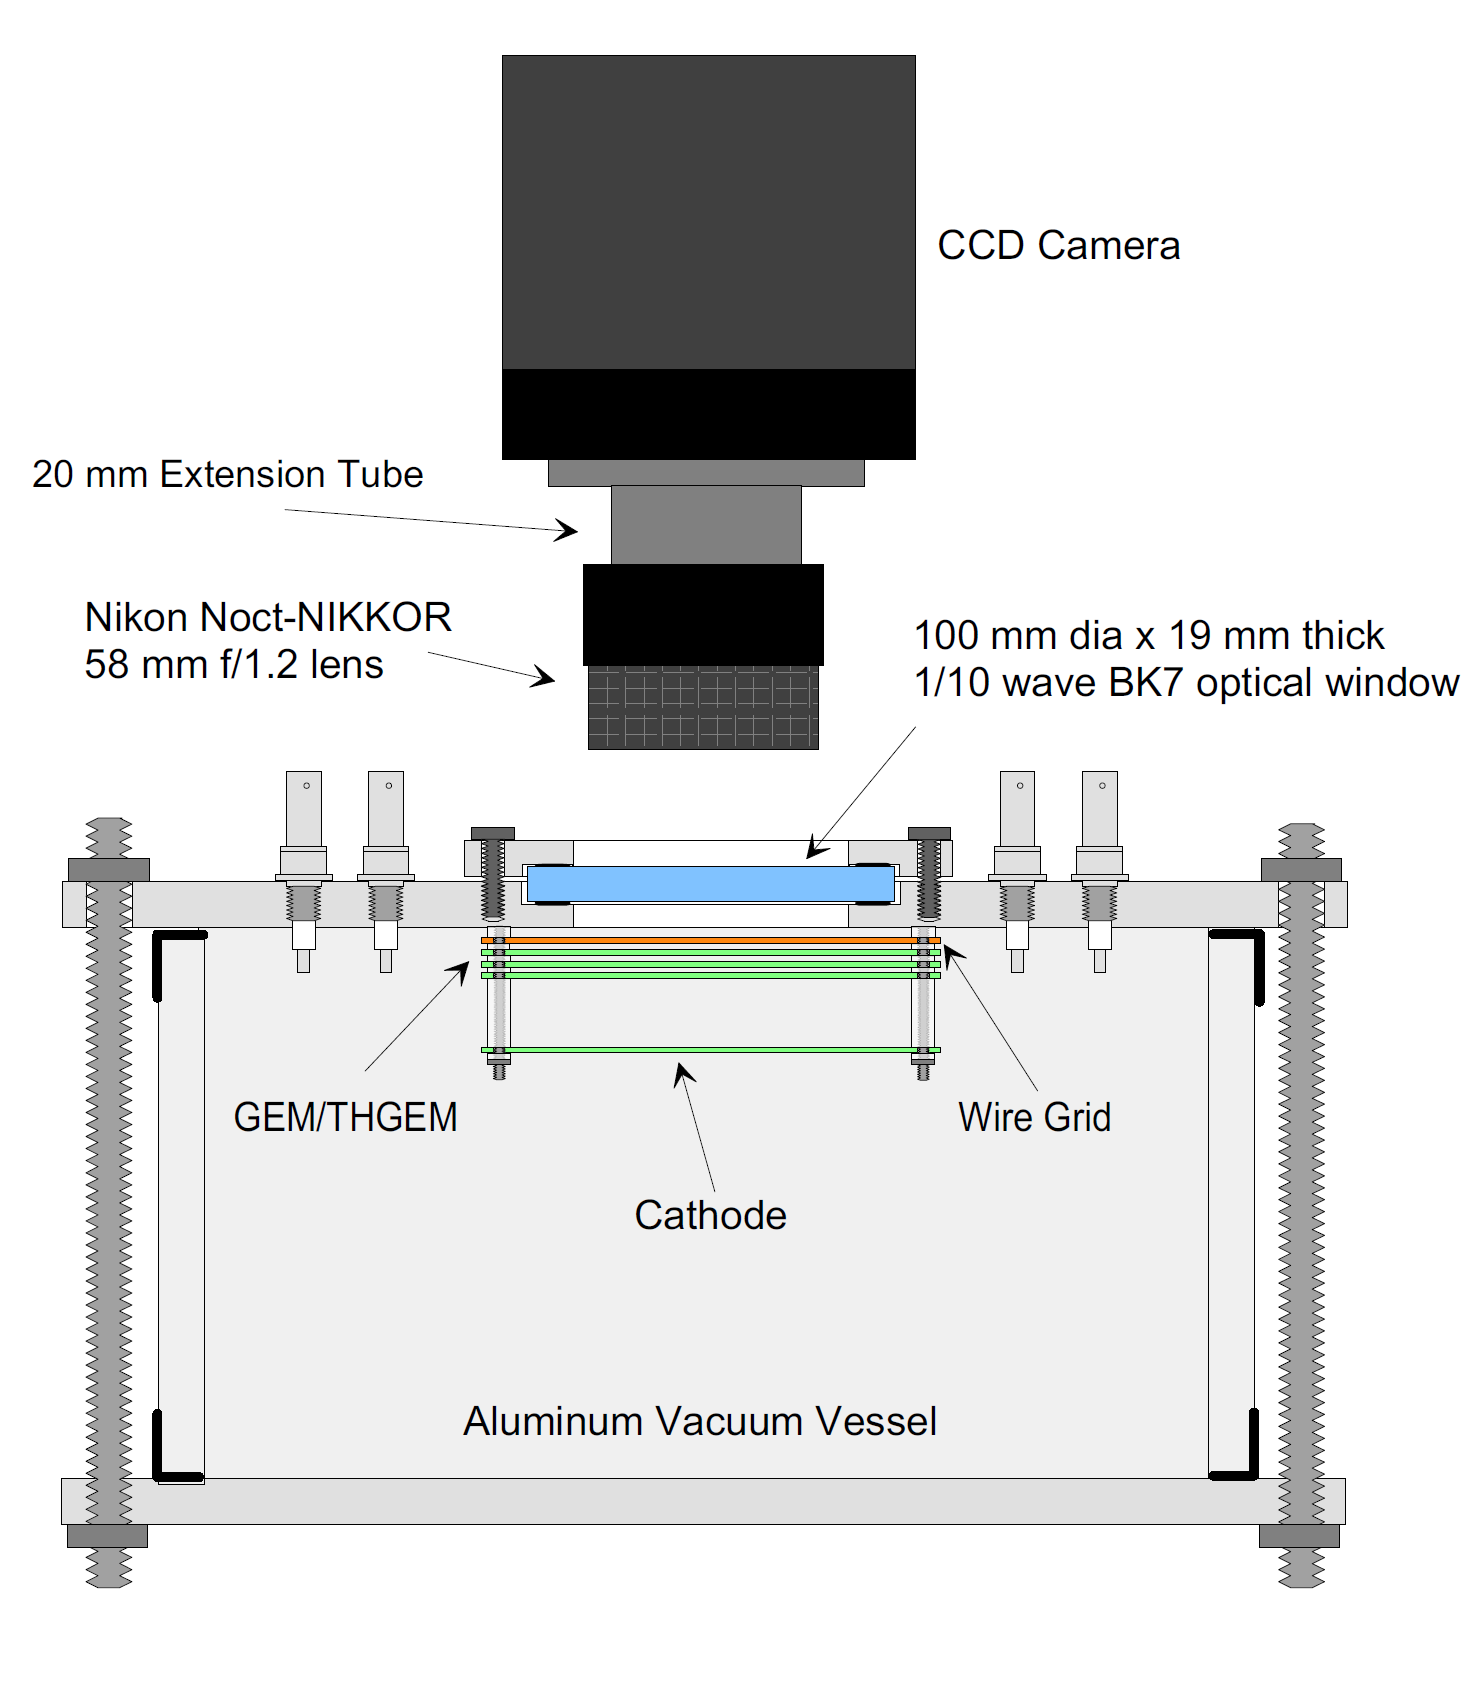 CCD Camera
20 mm Extension Tube
Nikon Noct-NIKKOR
58 mm f/1.2 lens
100 mm dia x 19 mm thick
1/10 wave BK7 optical window
GEM/THGEM
Wire Grid
Cathode
Aluminum Vacuum Vessel